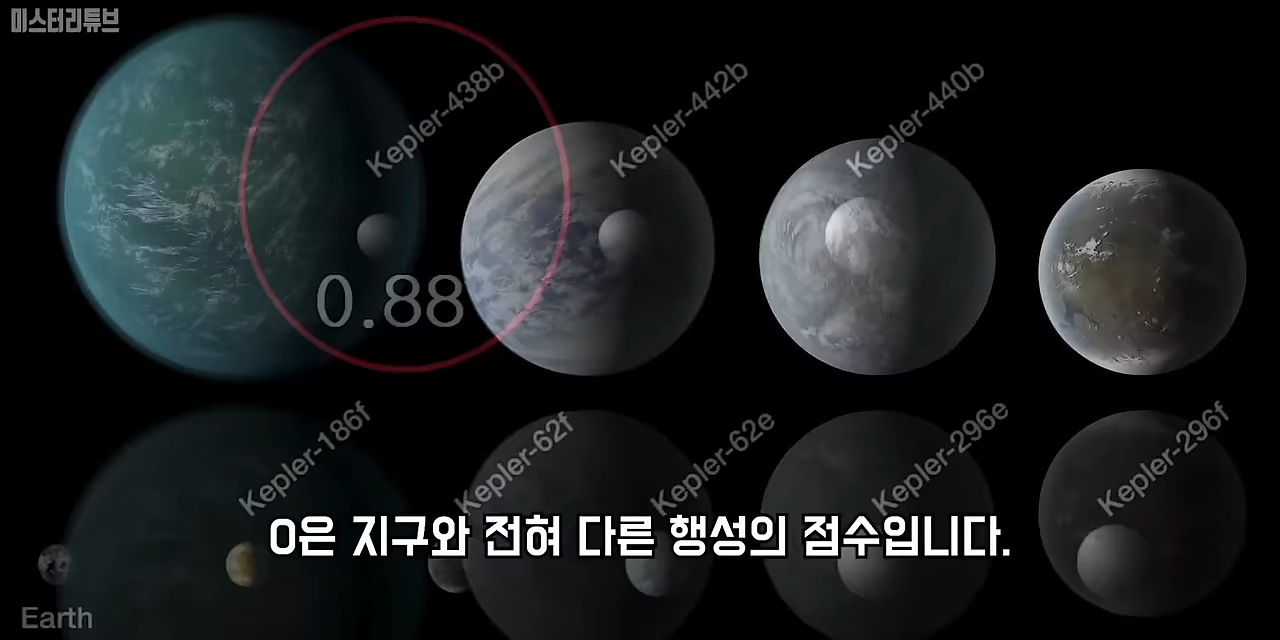 미스터리튜브
Kepler-438b
Kepler-442b
Kepler-440b
0.88
Kepler-186f
Kepler-62f
Kepler-62e
Kepler-296e
Kepler-296f
0은 지구와 전혀 다른 행성의 점수입니다.
Earth